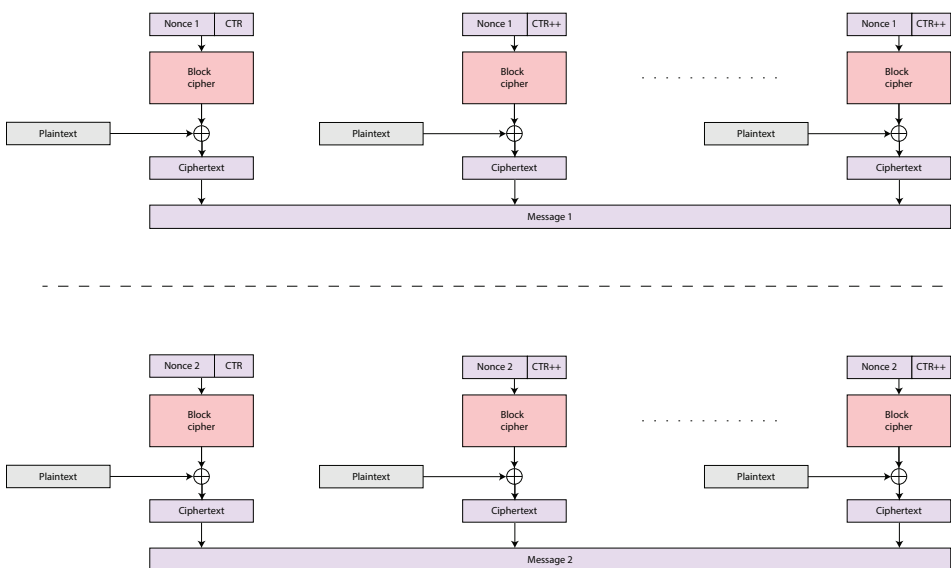 Nonce 1 CTR Nonce 1 CTR++ Nonce 1 CTR++
Block Block Block
cipher cipher cipher
Plaintext Plaintext Plaintext
Ciphertext Ciphertext Ciphertext
Message 1
Nonce 2 CTR Nonce 2 CTR++ Nonce 2 CTR++
Block Block Block
cipher cipher cipher
Plaintext Plaintext Plaintext
Ciphertext Ciphertext Ciphertext
Message 2